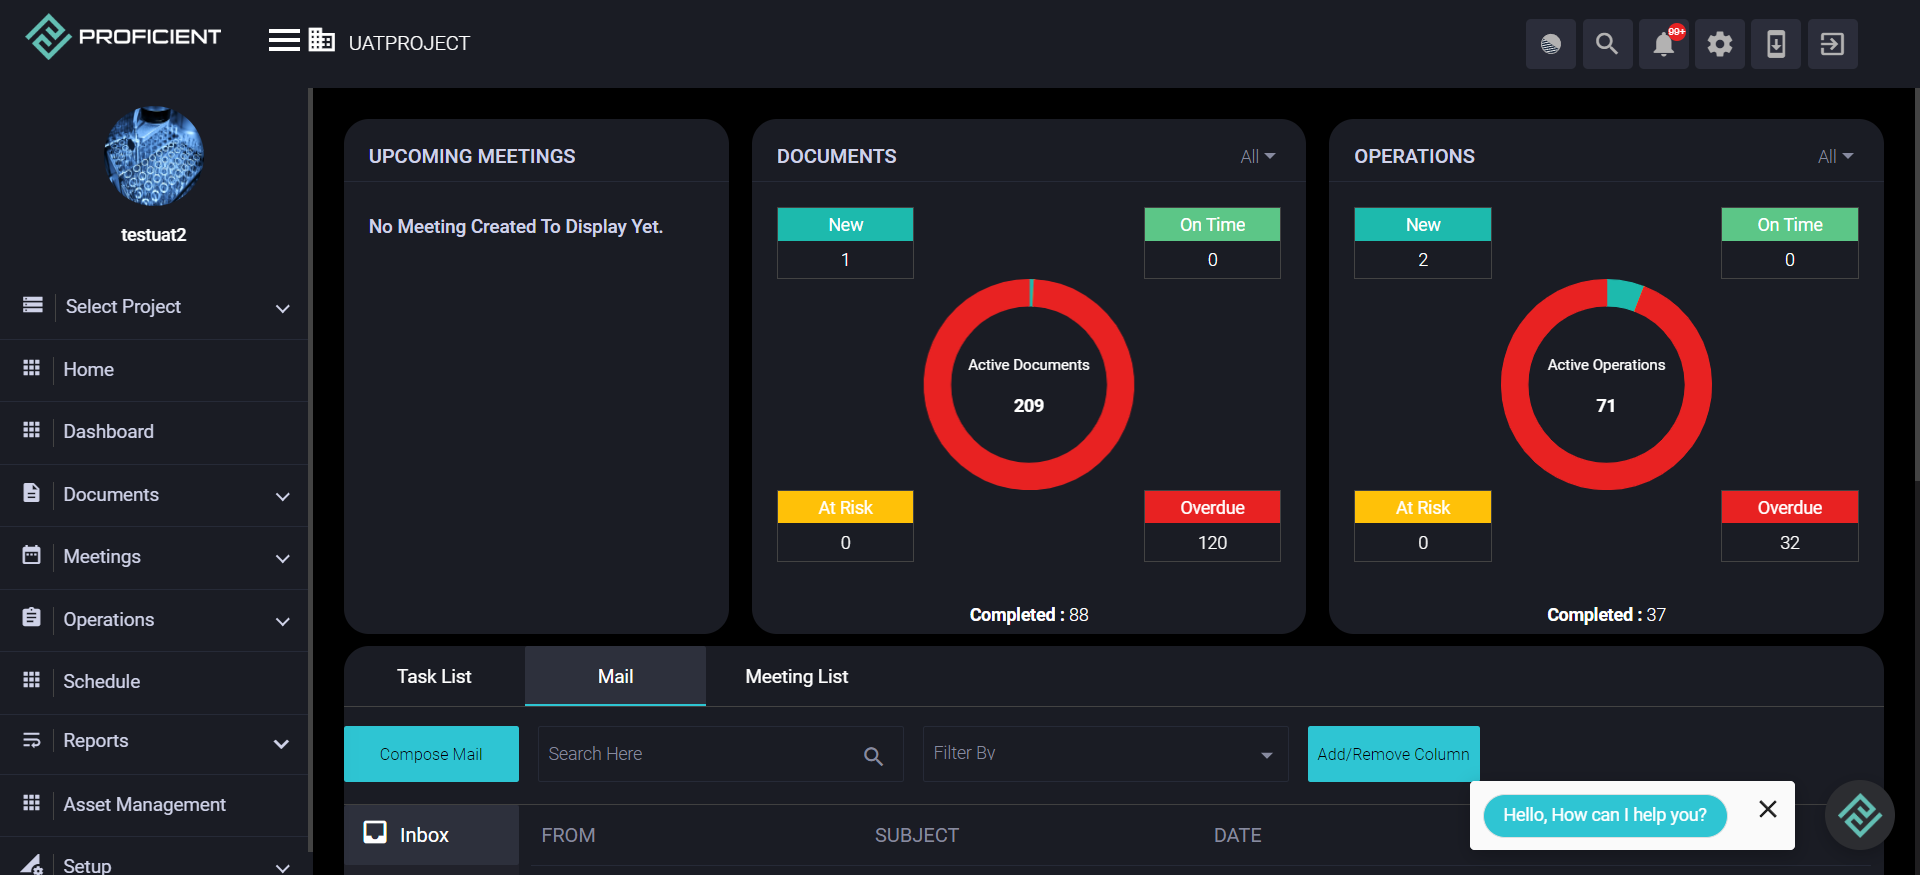 PROFICIENT
UATPROJECT
99+
testuat2
Select Project
Home
Dashboard
Documents
Meetings
Operations
Schedule
Reports
Asset Management
Setup
UPCOMING MEETINGS
No Meeting Created To Display Yet.
DOCUMENTS
All
New
1
On Time
0
Active Documents
209
At Risk
0
Overdue
120
Completed : 88
OPERATIONS
All
New
2
On Time
0
Active Operations
71
At Risk
0
Overdue
32
Completed : 37
Task List
Mail
Meeting List
Compose Mail
Search Here
Filter By
Add/Remove Column
Inbox
FROM
SUBJECT
DATE
Hello, How can I help you?